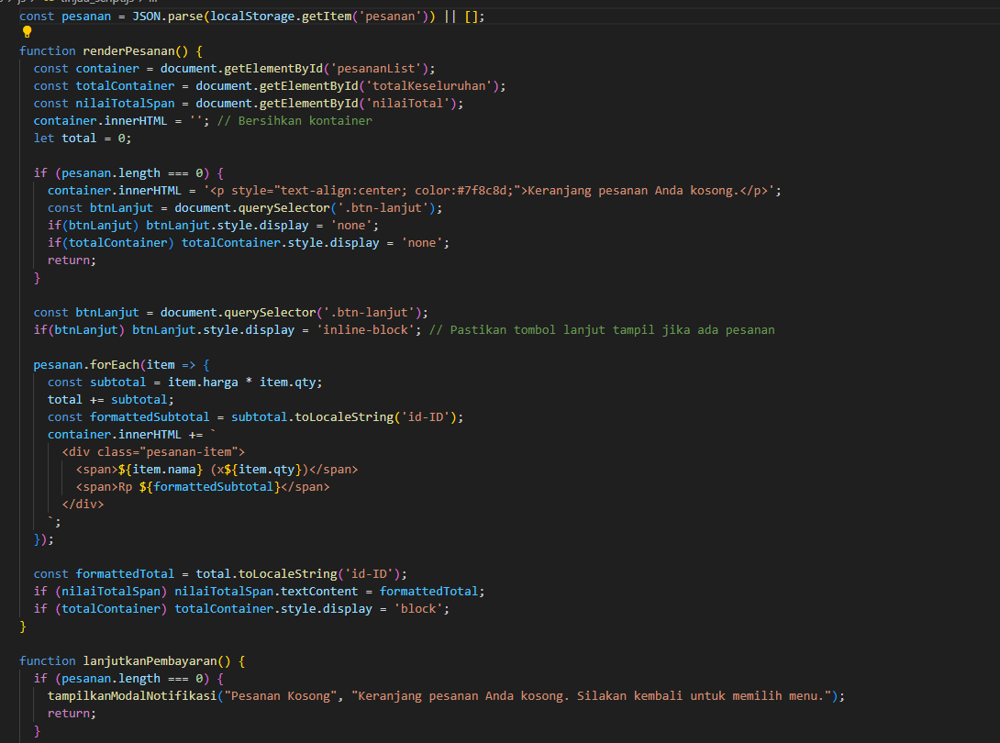 const pesanan = JSON.parse(localStorage.getItem('pesanan')) || [];
function renderPesanan() {
  const container = document.getElementById('pesananList');
  const totalContainer = document.getElementById('totalKeseluruhan');
  const nilaiTotalSpan = document.getElementById('nilaiTotal');
  container.innerHTML = ''; // Bersihkan kontainer
  let total = 0;

  if (pesanan.length === 0) {
    container.innerHTML = '<p style="text-align:center; color:#7f8c8d;">Keranjang pesanan Anda kosong.</p>';
    const btnLanjut = document.querySelector('.btn-lanjut');
    if(btnLanjut) btnLanjut.style.display = 'none';
    if(totalContainer) totalContainer.style.display = 'none';
    return;
  }

  const btnLanjut = document.querySelector('.btn-lanjut');
  if(btnLanjut) btnLanjut.style.display = 'inline-block'; // Pastikan tombol lanjut tampil jika ada pesanan

  pesanan.forEach(item => {
    const subtotal = item.harga * item.qty;
    total += subtotal;
    const formattedSubtotal = subtotal.toLocaleString('id-ID');
    container.innerHTML += `
      <div class="pesanan-item">
        <span>${item.nama} (x${item.qty})</span>
        <span>Rp ${formattedSubtotal}</span>
      </div>
    `;
  });

  const formattedTotal = total.toLocaleString('id-ID');
  if (nilaiTotalSpan) nilaiTotalSpan.textContent = formattedTotal;
  if (totalContainer) totalContainer.style.display = 'block';
}

function lanjutkanPembayaran() {
  if (pesanan.length === 0) {
    tampilkanModalNotifikasi("Pesanan Kosong", "Keranjang pesanan Anda kosong. Silakan kembali untuk memilih menu.");
    return;
  }